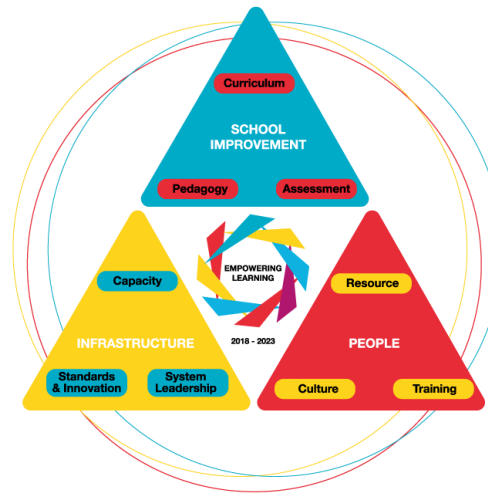 Curriculum
SCHOOL
IMPROVEMENT
Pedagogy
Assessment
EMPOWERING
LEARNING
2018 - 2023
Capacity
INFRASTRUCTURE
Standards
& Innovation
System
Leadership
Resource
PEOPLE
Culture
Training